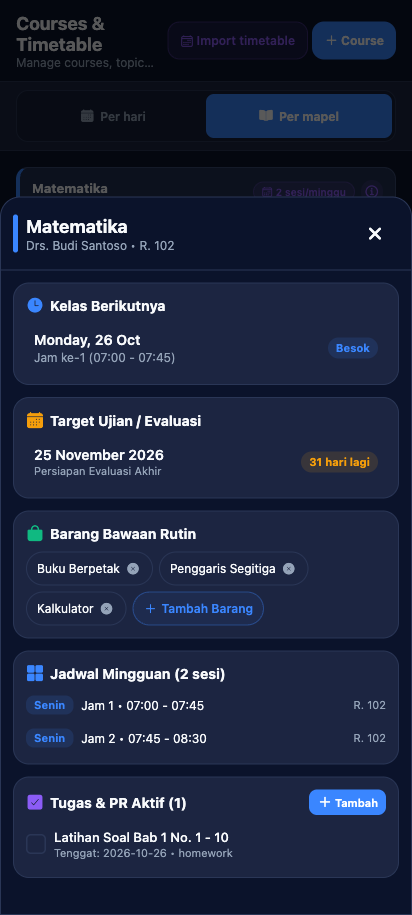 Courses &
Timetable
Manage courses, topic...
Import timetable
+ Course
Per hari
Per mapel
Matematika
2 sesi/minggu
Matematika
Drs. Budi Santoso • R. 102
Kelas Berikutnya
Monday, 26 Oct
Jam ke-1 (07:00 - 07:45)
Besok
Target Ujian / Evaluasi
25 November 2026
Persiapan Evaluasi Akhir
31 hari lagi
Barang Bawaan Rutin
Buku Berpetak
Penggaris Segitiga
Kalkulator
+ Tambah Barang
Jadwal Mingguan (2 sesi)
Senin Jam 1 • 07:00 - 07:45 R. 102
Senin Jam 2 • 07:45 - 08:30 R. 102
Tugas & PR Aktif (1)
+ Tambah
Latihan Soal Bab 1 No. 1 - 10
Tenggat: 2026-10-26 • homework